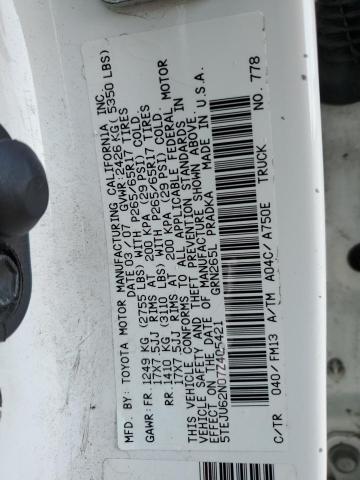 TOYOTA MOTOR MANUFACTURING CALIFORNIA INC.
DATE 03/07 GVWR:2426 KG( 5350 LBS)
GAWR:FR.1249 KG (2755 LBS) WITH P265/65R17 TIRES
17X7.5JJ RIMS AT 200 KPA (29 PSI) COLD.
RR.1410 KG (3110 LBS) WITH P265/65R17 TIRES
17X7.5JJ RIMS AT 200 KPA (29 PSI) COLD.
THIS VEHICLE CONFORMS TO ALL APPLICABLE FEDERAL MOTOR
VEHICLE SAFETY AND THEFT PREVENTION STANDARDS IN
EFFECT ON THE DATE OF MANUFACTURE SHOWN ABOVE.
5TEJU62N07Z405421 GRN265L PRADKA MADE IN U.S.A.
C/TR 040/FM13 A/TM A04C/A750E TRUCK NO. 778